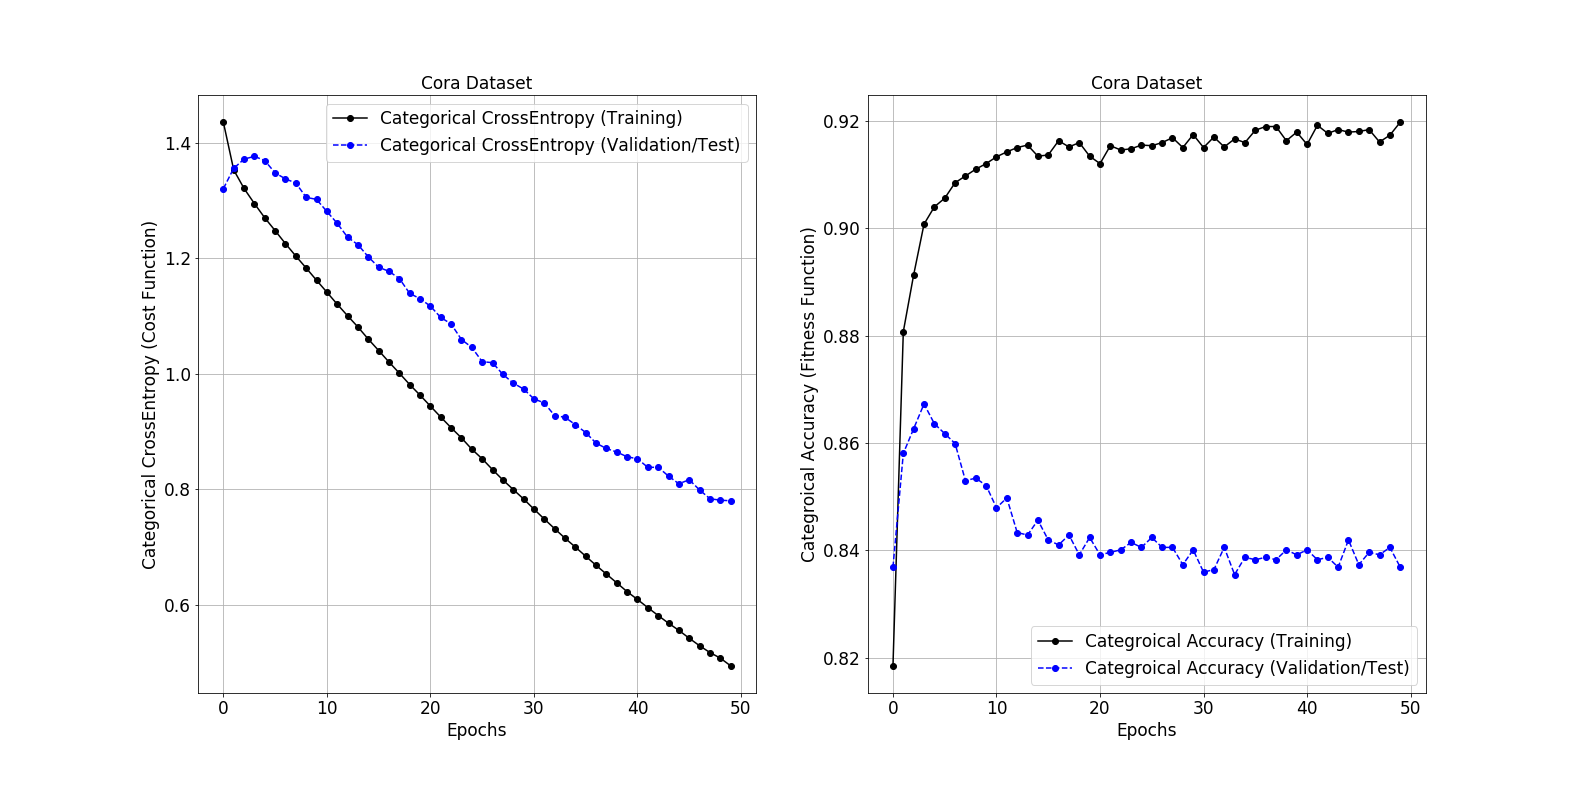 Cora Dataset
Categorical CrossEntropy (Training)
Categorical CrossEntropy (Validation/Test)
Categorical CrossEntropy (Cost Function)
1.4
1.2
1.0
0.8
0.6
0 10 20 30 40 50
Epochs
Cora Dataset
Categroical Accuracy (Fitness Function)
0.92
0.90
0.88
0.86
0.84
0.82
Categroical Accuracy (Training)
Categroical Accuracy (Validation/Test)
0 10 20 30 40 50
Epochs